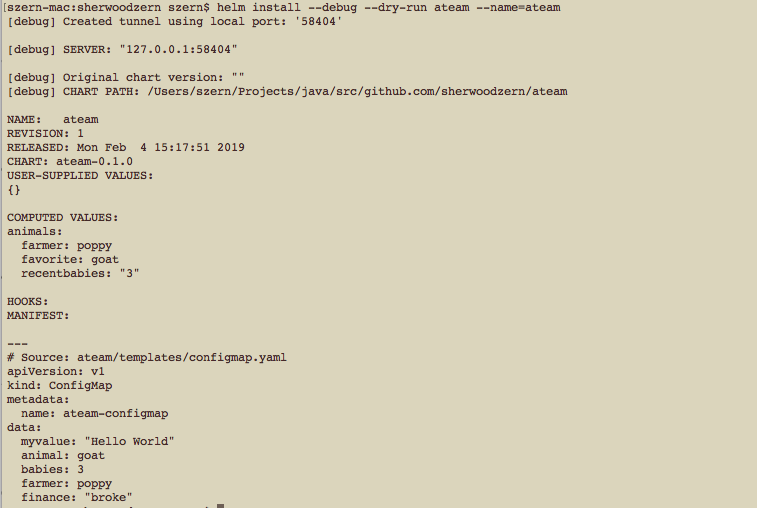 szern-mac:sherwoodzern szern$ helm install --debug --dry-run ateam --name=ateam
[debug] Created tunnel using local port: '58404'
[debug] SERVER: "127.0.0.1:58404"
[debug] Original chart version: ""
[debug] CHART PATH: /Users/szern/Projects/java/src/github.com/sherwoodzern/ateam
NAME:   ateam
REVISION: 1
RELEASED: Mon Feb  4 15:17:51 2019
CHART: ateam-0.1.0
USER-SUPPLIED VALUES:
{}
COMPUTED VALUES:
animals:
  farmer: poppy
  favorite: goat
  recentbabies: "3"
HOOKS:
MANIFEST:
---
# Source: ateam/templates/configmap.yaml
apiVersion: v1
kind: ConfigMap
metadata:
  name: ateam-configmap
data:
  myvalue: "Hello World"
  animal: goat
  babies: 3
  farmer: poppy
  finance: "broke"